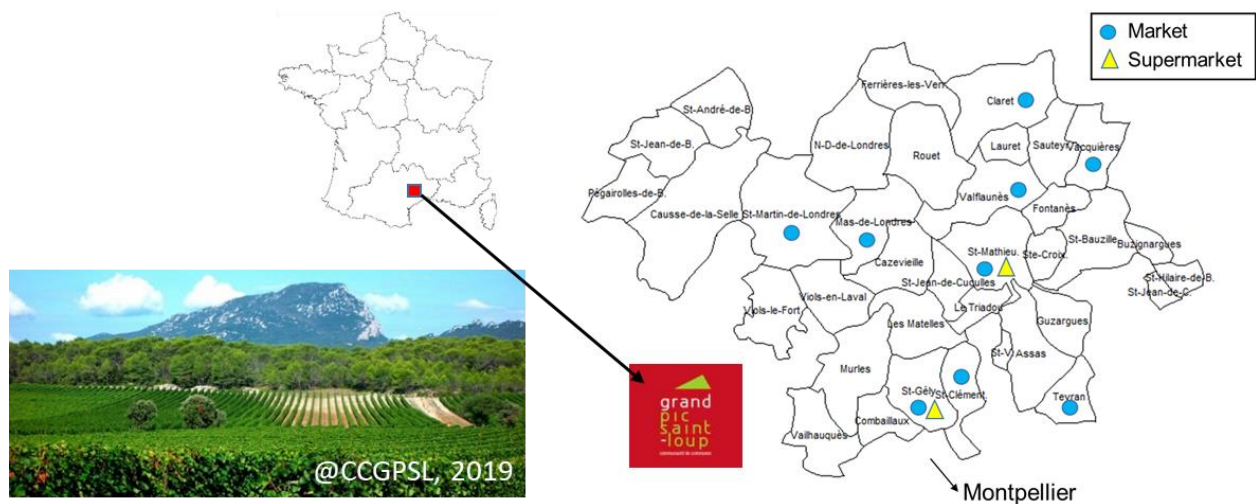 Market
Supermarket
Ferrières-les-Verr.
Claret
St-André-de-B.
St-Jean-de-B.
N-D-de-Londres
Rouet
Lauret
Sauteyr.
Vacquières
Pégairolles-de-B.
Valflaunès
Causse-de-la-Selle
St-Martin-de-Londres
Mas-de-Londres
Fontanès
St-Mathieu.
Ste-Croix.
St-Bauzille
Buzignargues
Cazevieille
St-Jean-de-Cuculles
St-Hilaire-de-B.
St-Jean-de-C.
Viols-le-Fort
Viols-en-Laval
Le Triadou
Guzargues
Les Matelles
St-V
Assas
Murles
St-Gély
St-Clément.
Teyran
Combaillaux
Vailhauquès
grand
pic
saint
-loup
communauté de communes
@CCGPSL, 2019
Montpellier